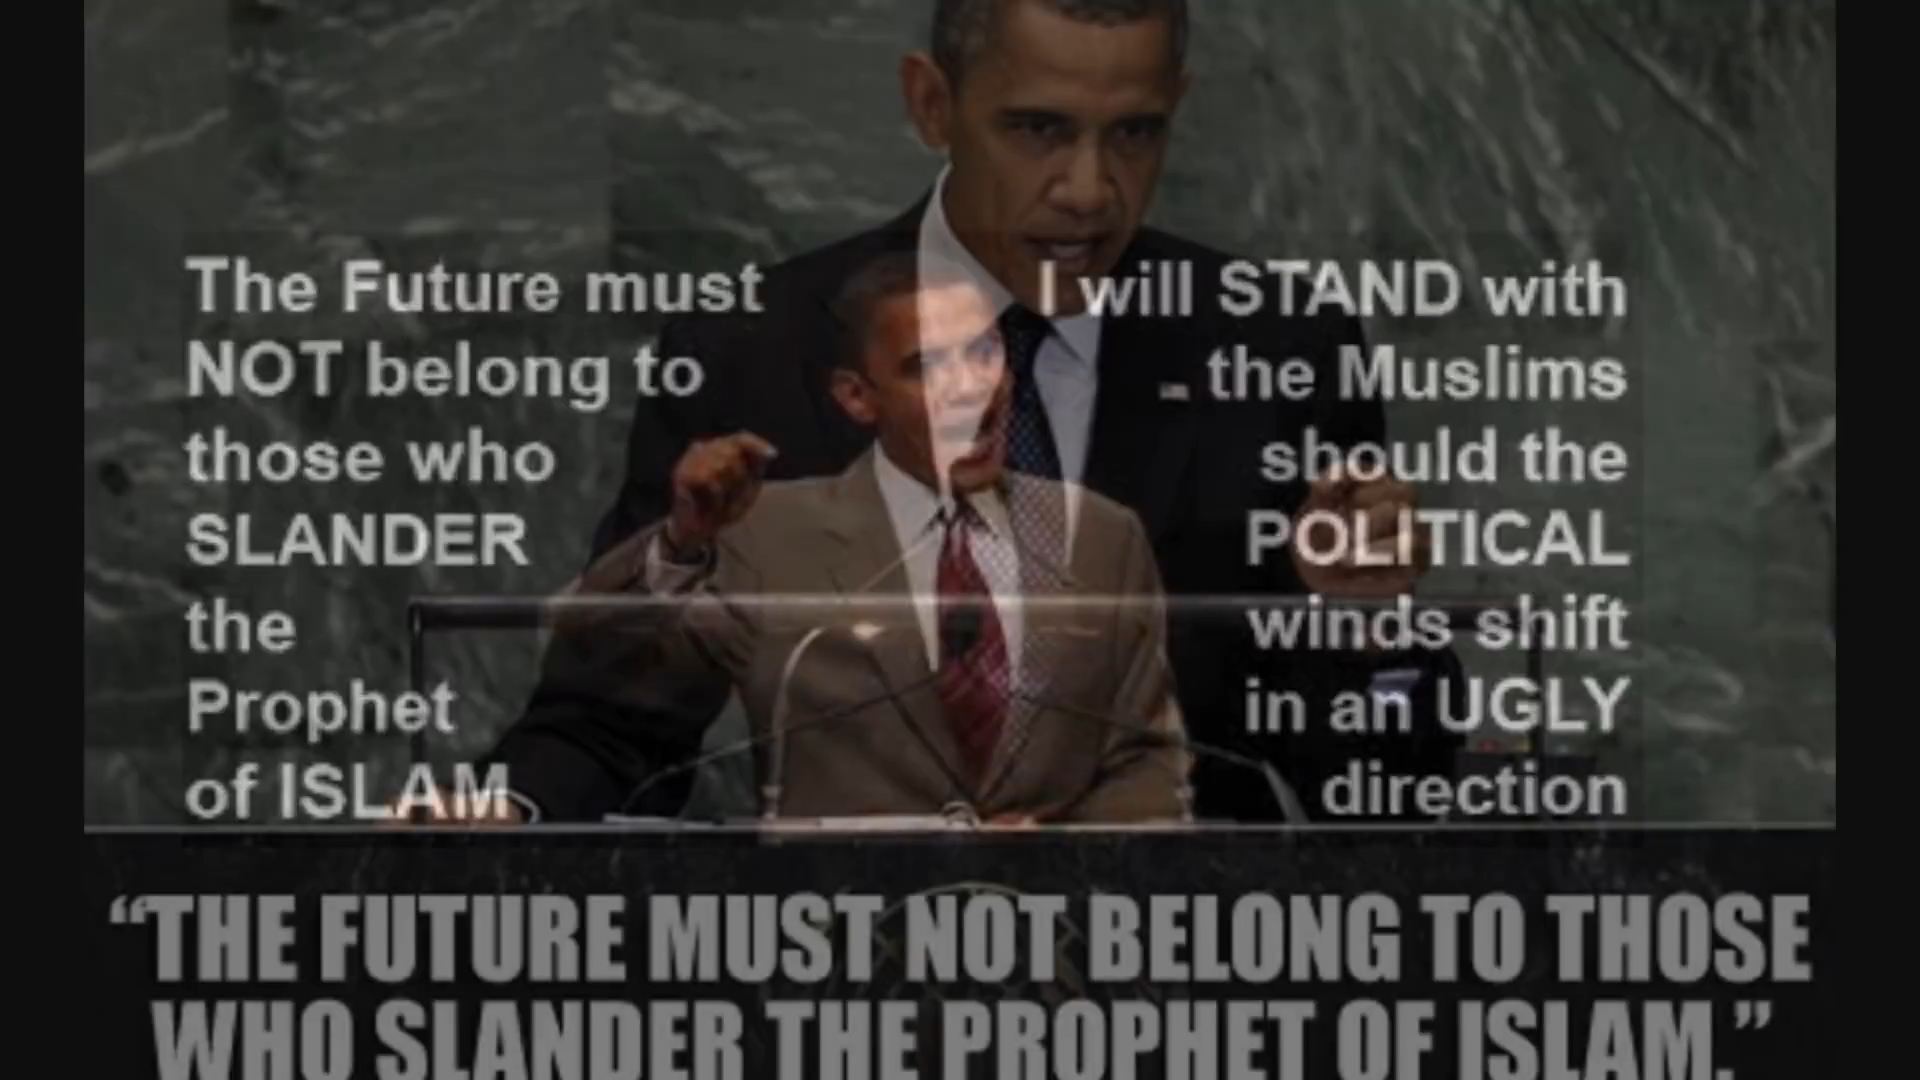 The Future must
NOT belong to
those who
SLANDER
the
Prophet
of ISLAM
I will STAND with
the Muslims
should the
POLITICAL
winds shift
in an UGLY
direction
“THE FUTURE MUST NOT BELONG TO THOSE
WHO SLANDER THE PROPHET OF ISLAM.”